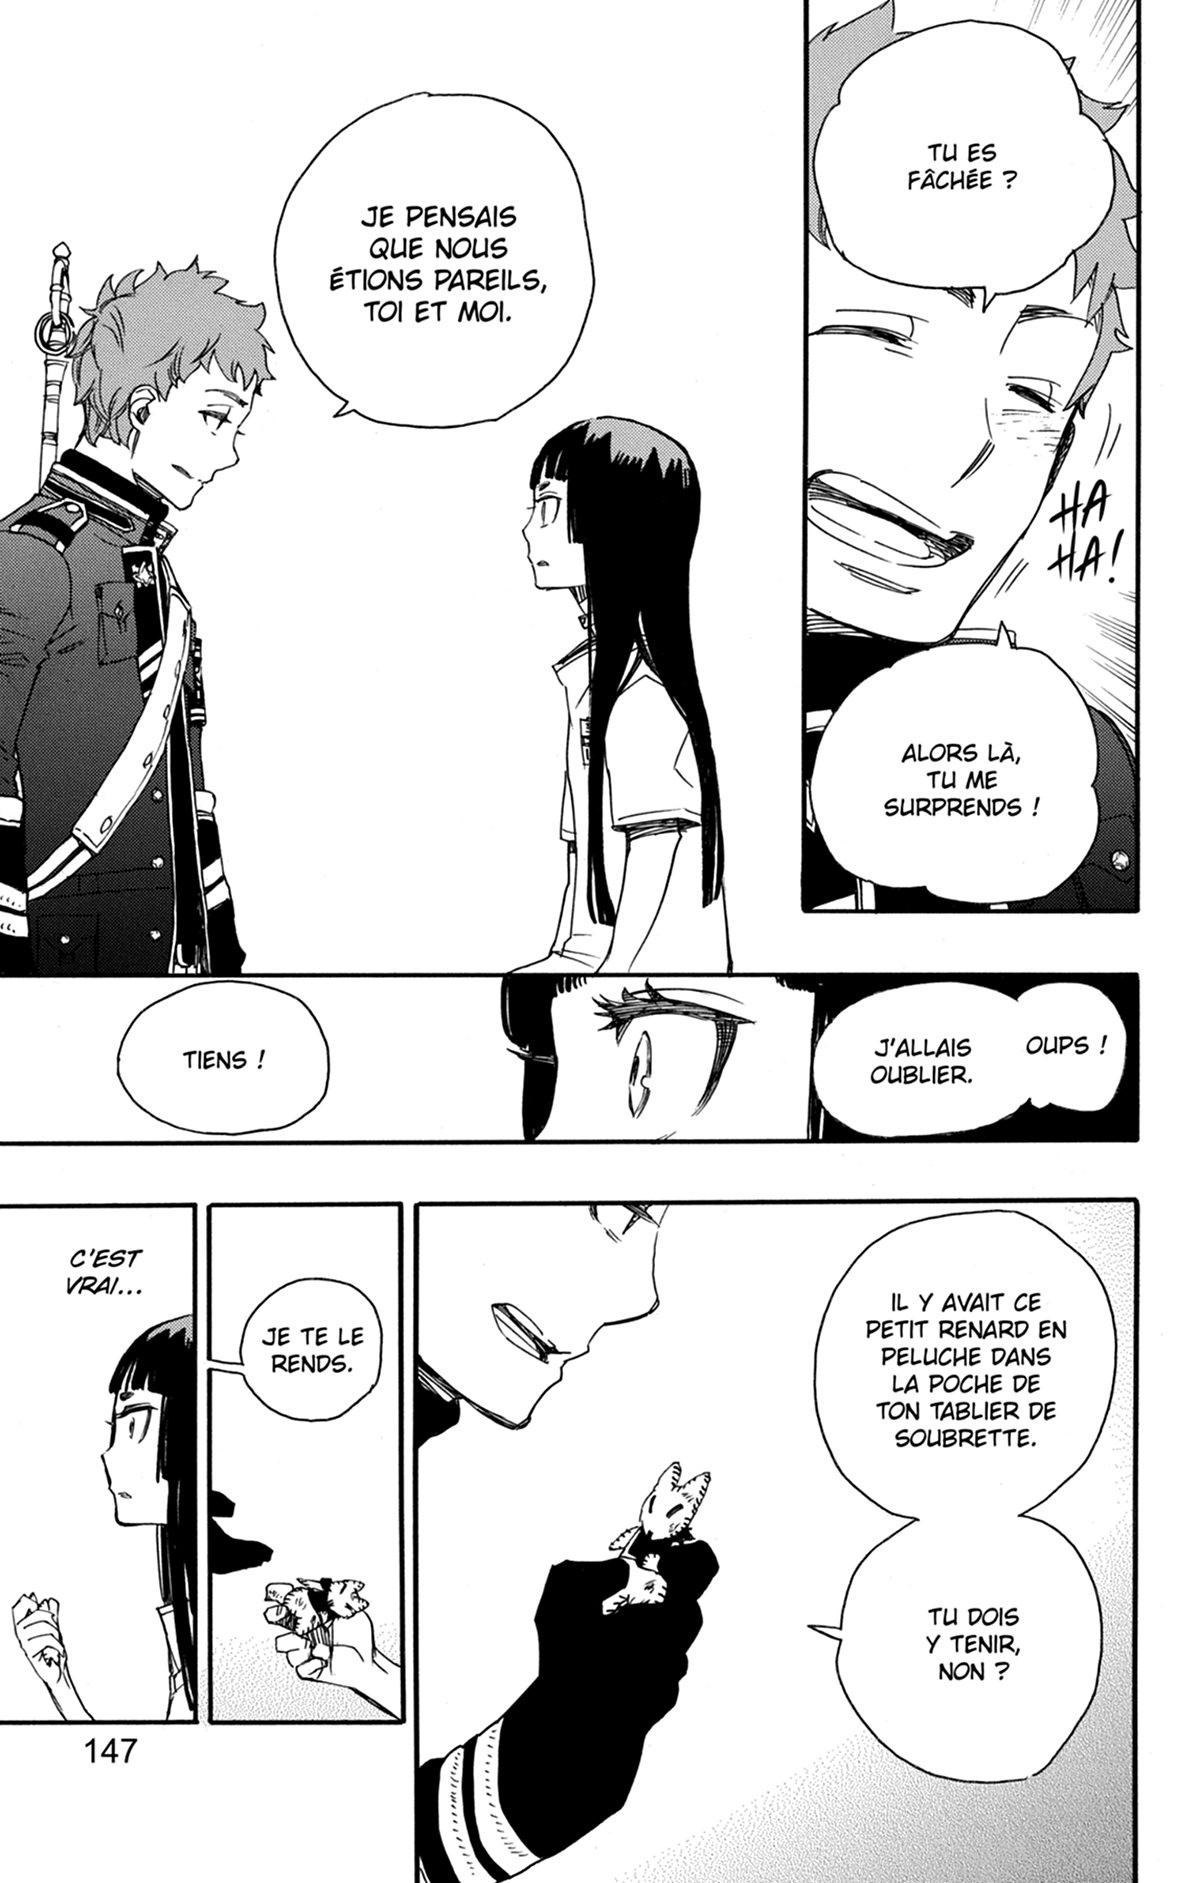 TU ES
FÂCHÉE ?
HA
HA!
ALORS LÀ,
TU ME
SURPRENDS !
JE PENSAIS
QUE NOUS
ÉTIONS PAREILS,
TOI ET MOI.
OUPS !
J'ALLAIS
OUBLIER.
TIENS !
IL Y AVAIT CE
PETIT RENARD EN
PELUCHE DANS
LA POCHE DE
TON TABLIER DE
SOUBRETTE.
TU DOIS
Y TENIR,
NON ?
JE TE LE
RENDS.
C'EST
VRAI...
147